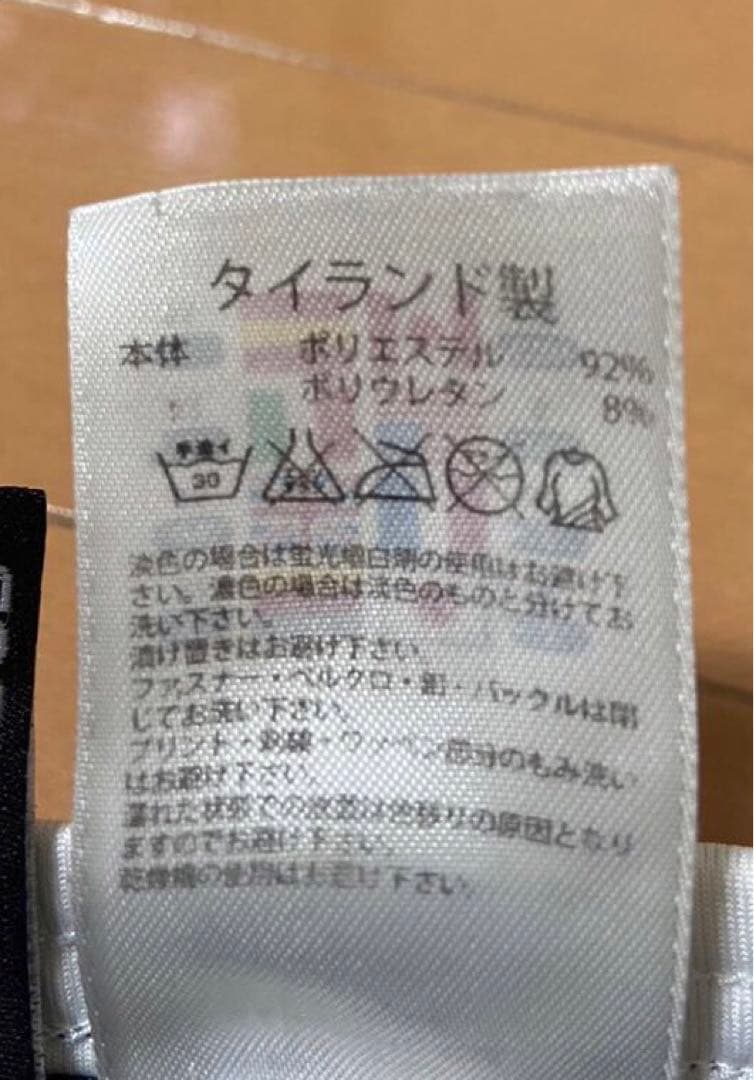 タイランド製
本体 ポリエステル 92%
ポリウレタン 8%
手洗イ
30
淡色の場合は蛍光増白剤の使用はお避け下
さい。濃色の場合は淡色のものと分けてお
洗い下さい。
漬け置きはお避け下さい。
ファスナー・ベルクロ・釦・バックルは閉
じてお洗い下さい。
プリント・刺繍・ワッペン部分のもみ洗い
はお避け下さい。
濡れた状態での放置は色移りの原因となり
ますのでお避け下さい。
乾燥機の使用はお避け下さい。